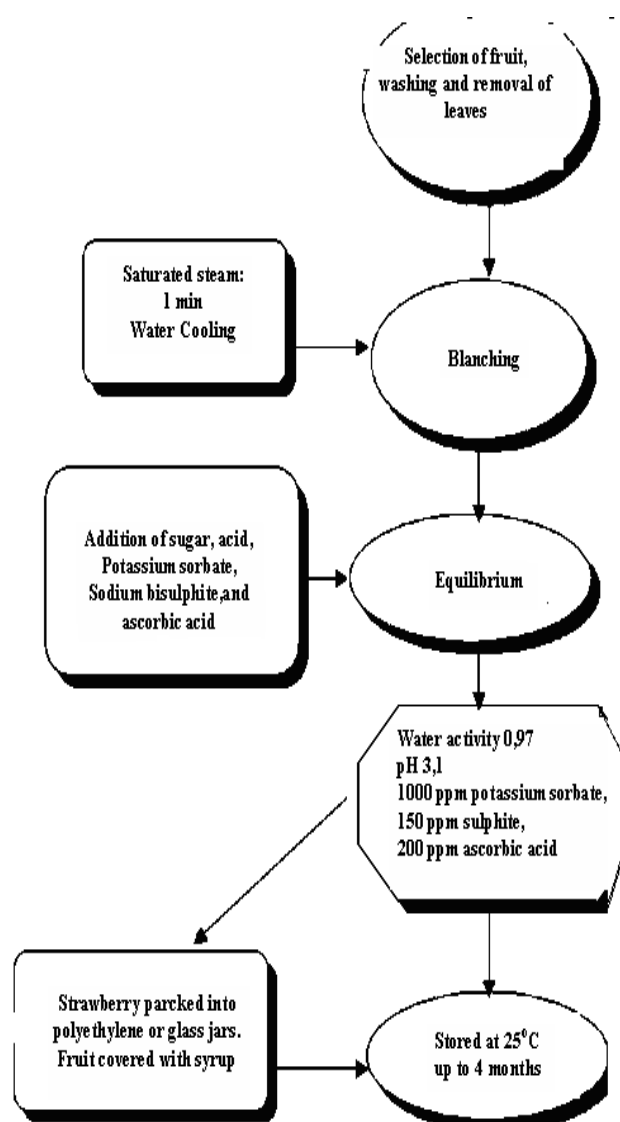 Selection of fruit,
washing and removal of
leaves
Saturated steam:
1 min
Water Cooling
Blanching
Addition of sugar, acid,
Potassium sorbate,
Sodium bisulphite,and
ascorbic acid
Equilibrium
Water activity 0,97
pH 3,1
1000 ppm potassium sorbate,
150 ppm sulphite,
200 ppm ascorbic acid
Strawberry parcked into
polyethylene or glass jars.
Fruit covered with syrup
Stored at 25⁰C
up to 4 months